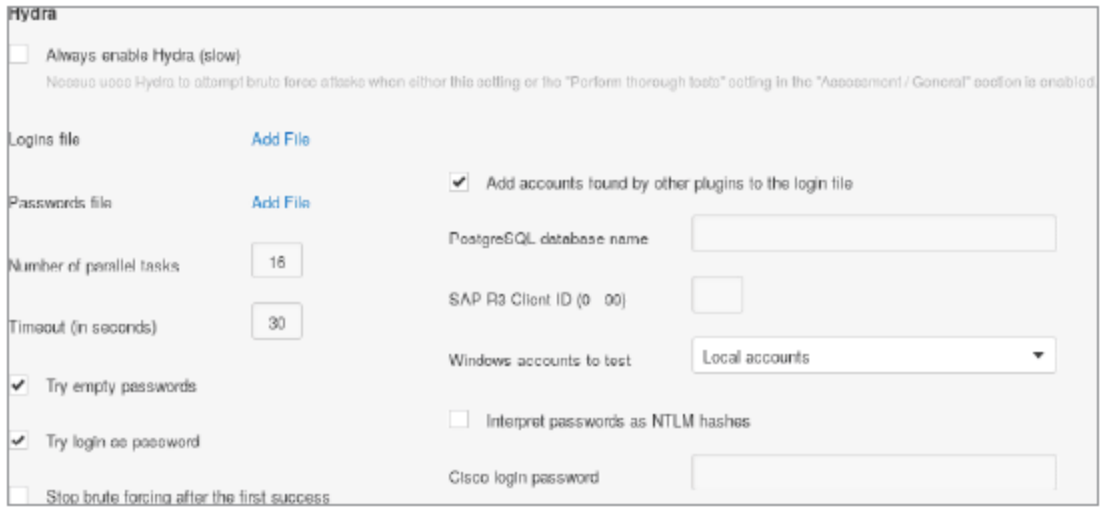 Hydra
Always enable Hydra (slow)
Nessus uses Hydra to attempt brute force attacks when either this setting or the "Perform thorough tests" setting in the "Assessment / General" section is enabled.
Logins file Add File
Add accounts found by other plugins to the login file
Passwords file Add File
PostgreSQL database name
Number of parallel tasks 16
SAP R3 Client ID (0 00)
Timeout (in seconds) 30
Windows accounts to test Local accounts
Try empty passwords
Interpret passwords as NTLM hashes
Try login as password
Cisco login password
Stop brute forcing after the first success